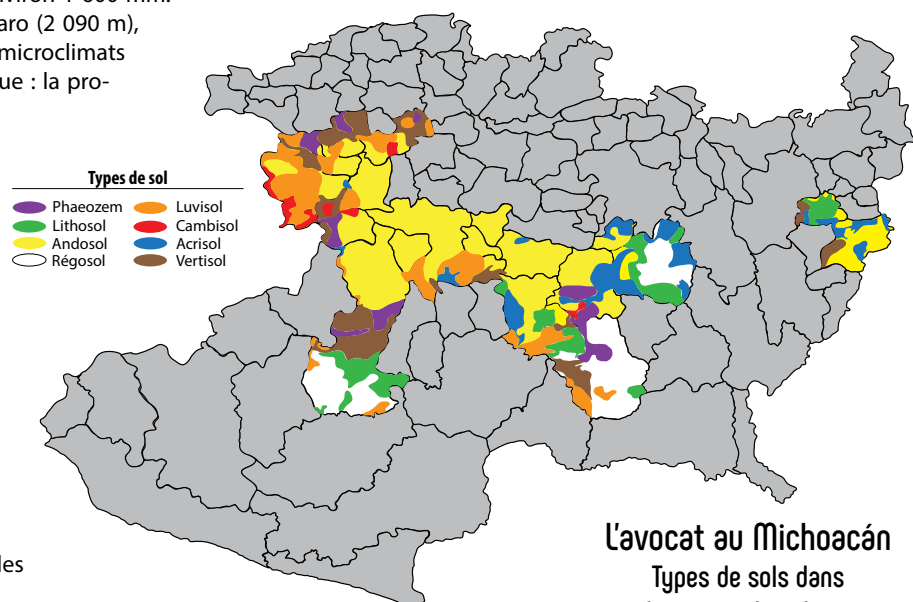 aro (2 090 m),
microclimats
ue : la pro-
Types de sol
Phaeozem
Luvisol
Lithosol
Cambisol
Andosol
Acrisol
Régosol
Vertisol
les
L'avocat au Michoacán
Types de sols dans